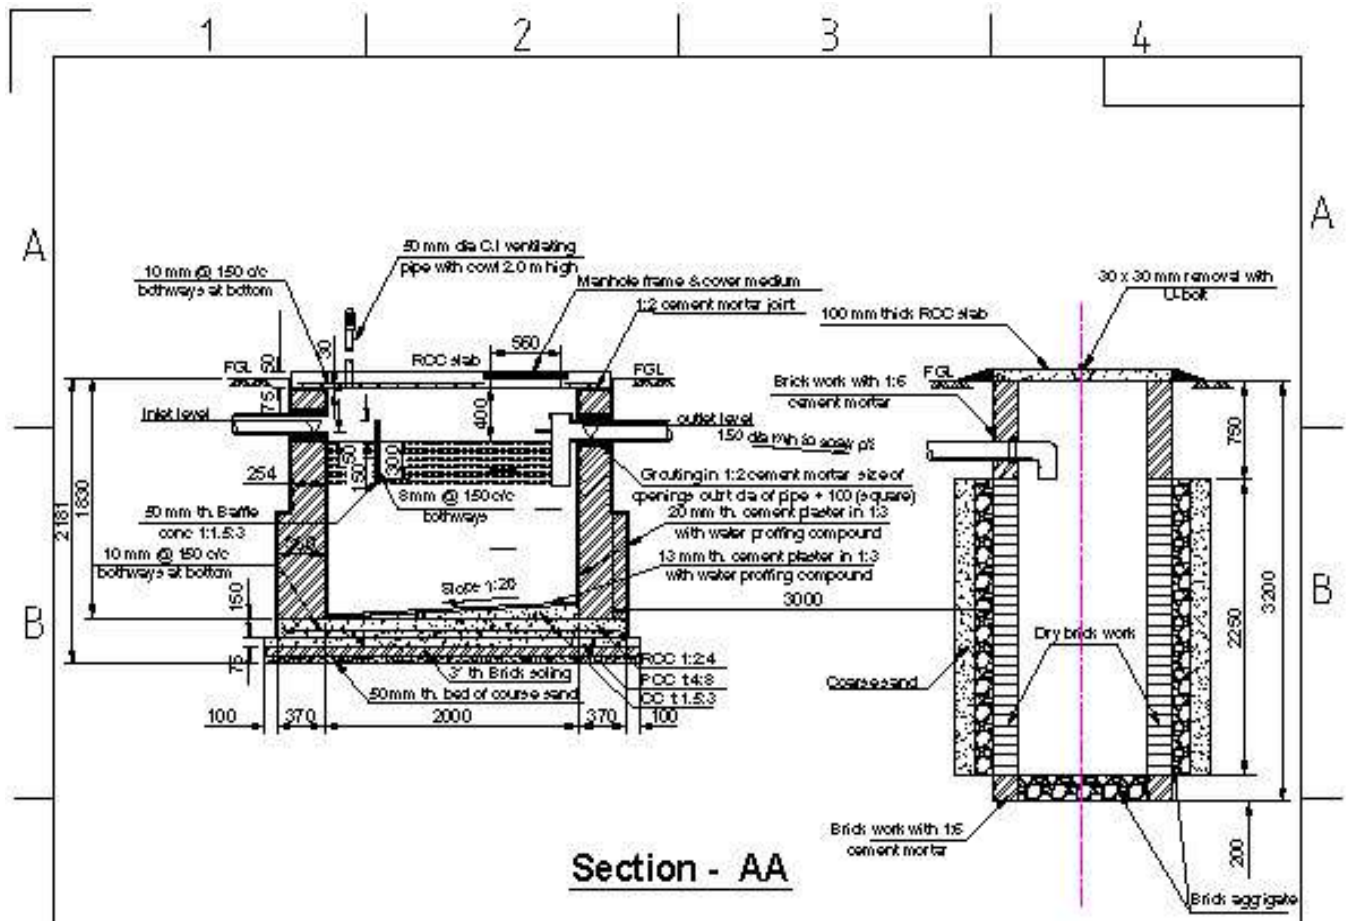 1 2 3 4
A
A
50 mm dia C.I ventilating
pipe with cowl 2.0 m high
10 mm @ 150 c/c
bothways at bottom
Manhole frame & cover medium
1:2 cement mortar joirt
30 x 30 mm removal with
U-bolt
100 mm thick RCC slab
560
RCC slab
FGL
FGL
FGL
50
30
75
400
Brick work with 1:6
cement mortar
Inlet level
outlet level
150 dia min to soak pit
750
254
150
300
Grouting in 1:2 cement mortar size of
openings outrt dia of pipe + 100 (square)
8mm @ 150 c/c
bothways
50 mm th. Baffle
conc 1:1.5:3
20 mm th. cement plaster in 1:3
with water proffing compound
10 mm @ 150 c/c
bothways at bottom
13 mm th. cement plaster in 1:3
with water proffing compound
2181
1830
Slope 1:20
3000
150
75
B
B
2250
3200
Dry brick work
RCC 1:2:4
3" th Brick soling
PCC 1:4:8
50mm th. bed of course sand
CC 1:1.5:3
Coarse sand
100 370 2000 370 100
Brick work with 1:6
cement mortar
200
Section - AA
Brick aggigate